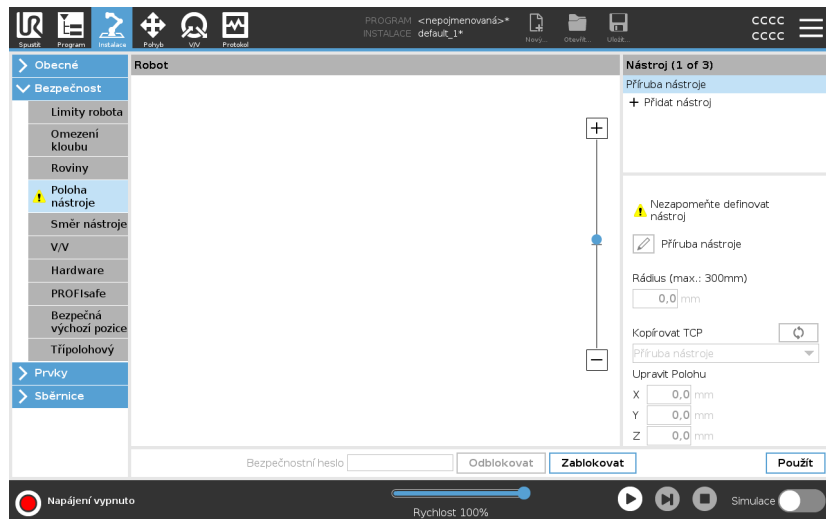 PROGRAM <nepojmenovaná>*
INSTALACE default_1*
cccc
cccc
Spustit Program Instalace Pohyb V/V Protokol
Nový... Otevřít... Uložit...
Obecné
Bezpečnost
Limity robota
Omezení
kloubu
Roviny
Poloha
nástroje
Směr nástroje
V/V
Hardware
PROFIsafe
Bezpečná
výchozí pozice
Třípolohový
Prvky
Sběrnice
Robot
Nástroj (1 of 3)
Příruba nástroje
+ Přidat nástroj
Nezapomeňte definovat
nástroj
Příruba nástroje
Rádius (max.: 300mm)
0,0 mm
Kopírovat TCP
Příruba nástroje
Upravit Polohu
X 0,0 mm
Y 0,0 mm
Z 0,0 mm
Bezpečnostní heslo Odblokovat Zablokovat Použít
Napájení vypnuto
Rychlost 100%
Simulace